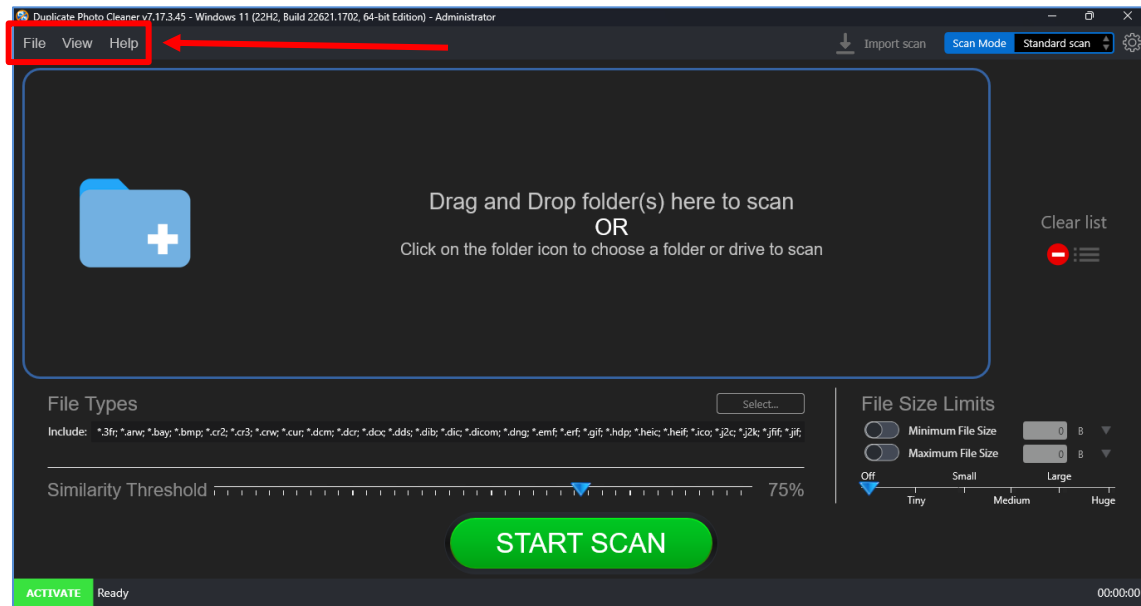 Duplicate Photo Cleaner v7.17.3.45 - Windows 11 (22H2, Build 22621.1702, 64-bit Edition) - Administrator
File View Help
Import scan Scan Mode Standard scan
Drag and Drop folder(s) here to scan
OR
Click on the folder icon to choose a folder or drive to scan
Clear list
File Types Select...
Include: *.3fr; *.arw; *.bay; *.bmp; *.cr2; *.cr3; *.crw; *.cur; *.dcm; *.dcr; *.dcx; *.dds; *.dib; *.dic; *.dicom; *.dng; *.emf; *.erf; *.gif; *.hdp; *.heic; *.heif; *.ico; *.j2c; *.j2k; *.jfif; *.jif;
Similarity Threshold 75%
File Size Limits
Minimum File Size 0 B
Maximum File Size 0 B
Off Small Large
Tiny Medium Huge
START SCAN
ACTIVATE Ready 00:00:00